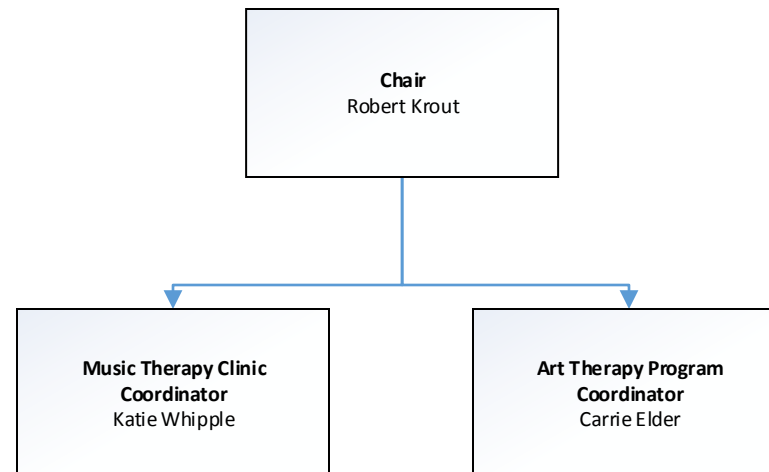 Chair
Robert Krout
Music Therapy Clinic
Coordinator
Katie Whipple
Art Therapy Program
Coordinator
Carrie Elder